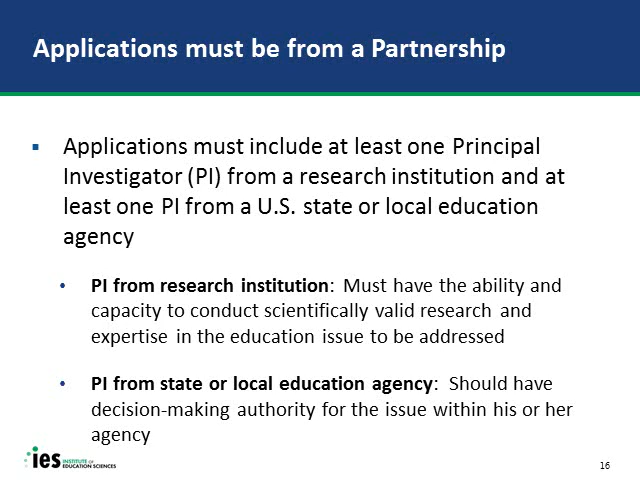 Applications must be from a Partnership
▪ Applications must include at least one Principal
Investigator (PI) from a research institution and at
least one PI from a U.S. state or local education
agency
• PI from research institution: Must have the ability and
capacity to conduct scientifically valid research and
expertise in the education issue to be addressed
• PI from state or local education agency: Should have
decision-making authority for the issue within his or her
agency
ies INSTITUTE OF
EDUCATION SCIENCES
16